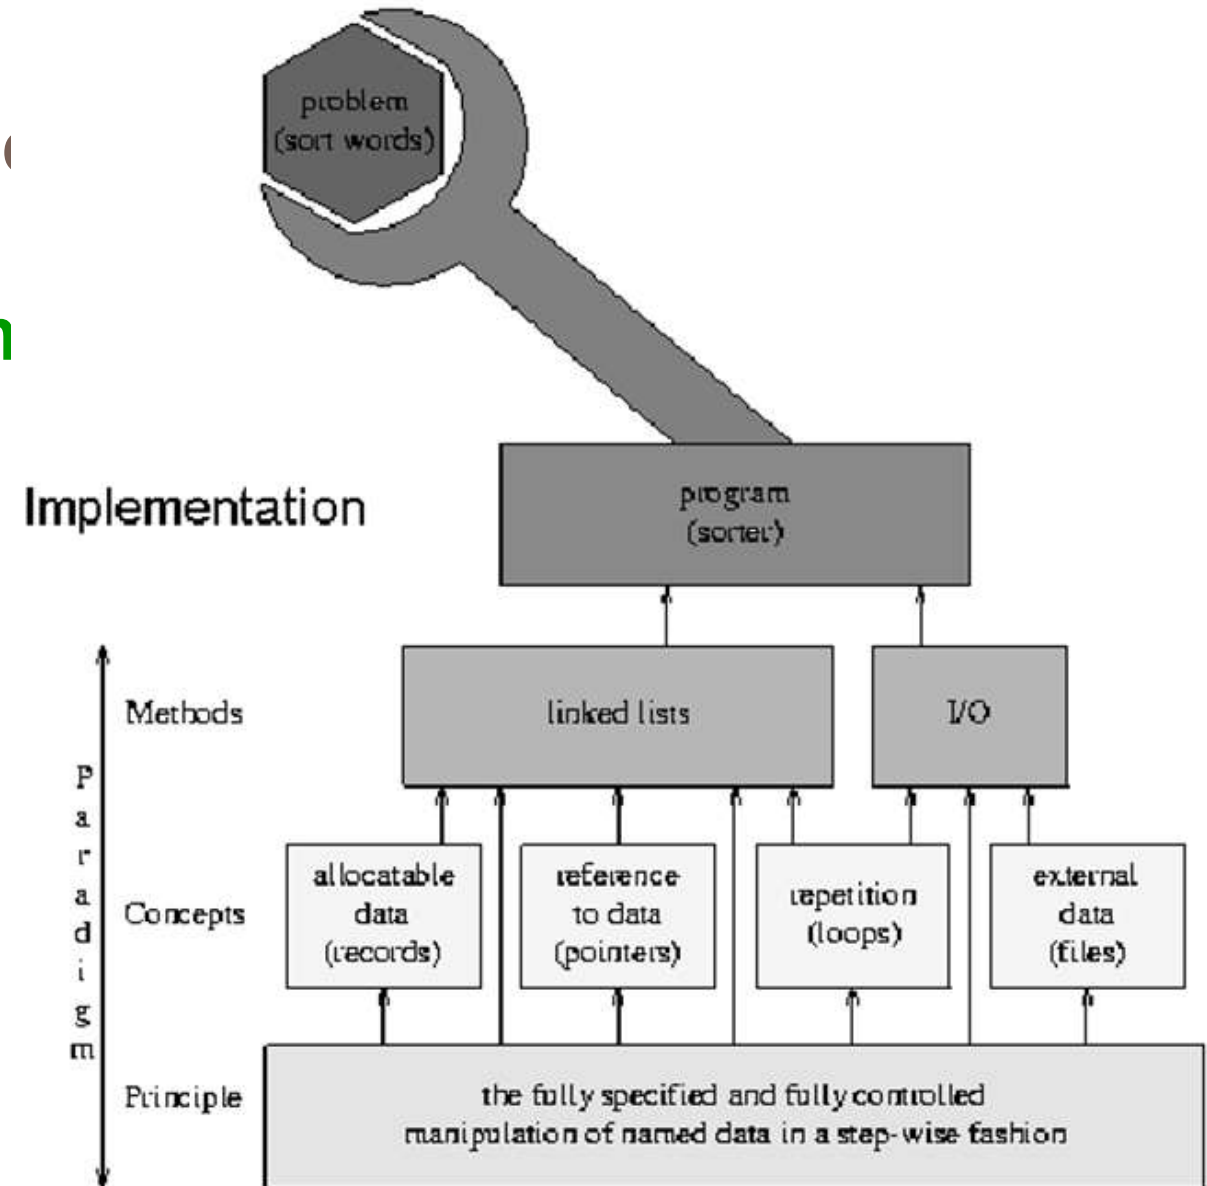 problem
(sort words)
Implementation
program
(sorter)
Methods
linked lists
I/O
Paradigm
Concepts
allocatable
data
(records)
reference
to data
(pointers)
repetition
(loops)
external
data
(files)
Principle
the fully specified and fully controlled
manipulation of named data in a step-wise fashion